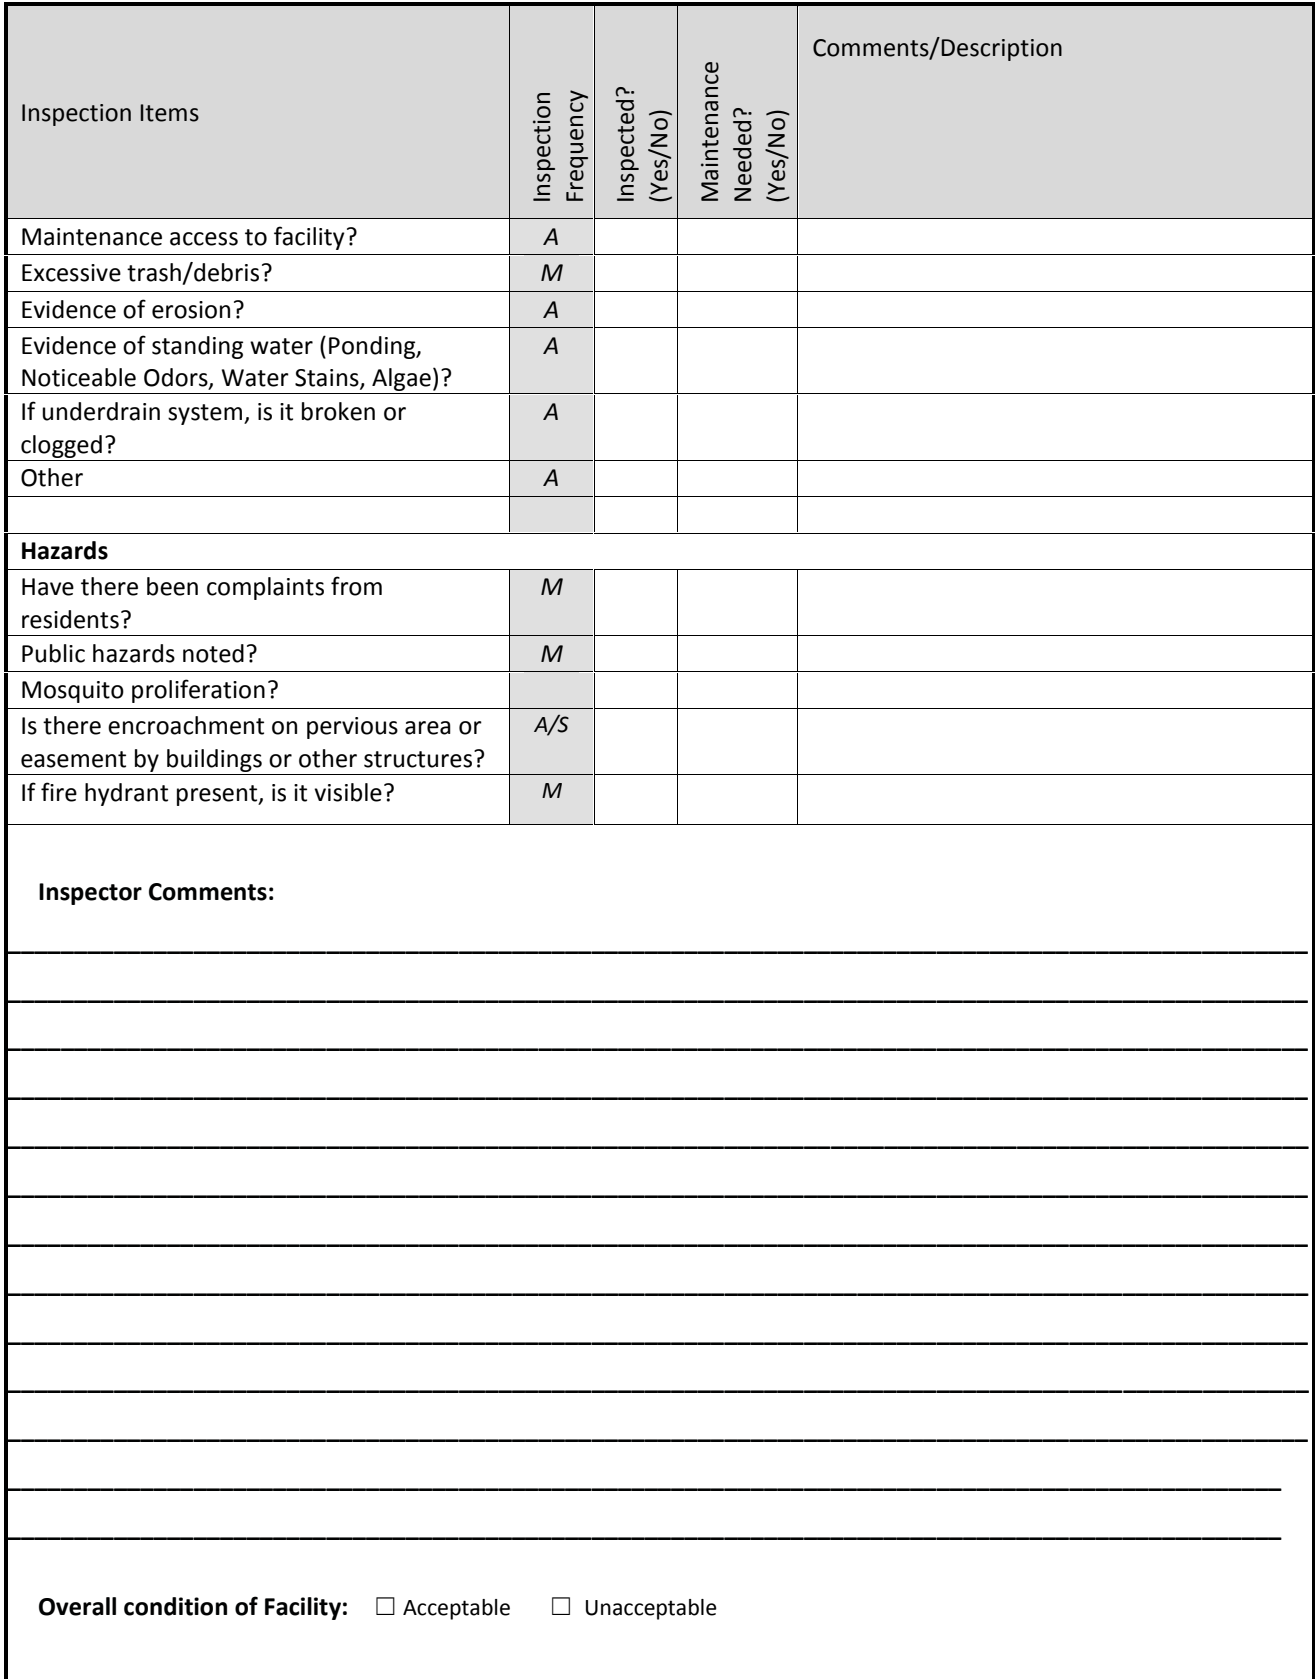 Inspection Items
Inspection
Frequency
Inspected?
(Yes/No)
Maintenance
Needed?
(Yes/No)
Comments/Description
Maintenance access to facility?
A
Excessive trash/debris?
M
Evidence of erosion?
A
Evidence of standing water (Ponding,
Noticeable Odors, Water Stains, Algae)?
A
If underdrain system, is it broken or
clogged?
A
Other
A
Hazards
Have there been complaints from
residents?
M
Public hazards noted?
M
Mosquito proliferation?
Is there encroachment on pervious area or
easement by buildings or other structures?
A/S
If fire hydrant present, is it visible?
M
Inspector Comments:
Overall condition of Facility: ☐ Acceptable ☐ Unacceptable